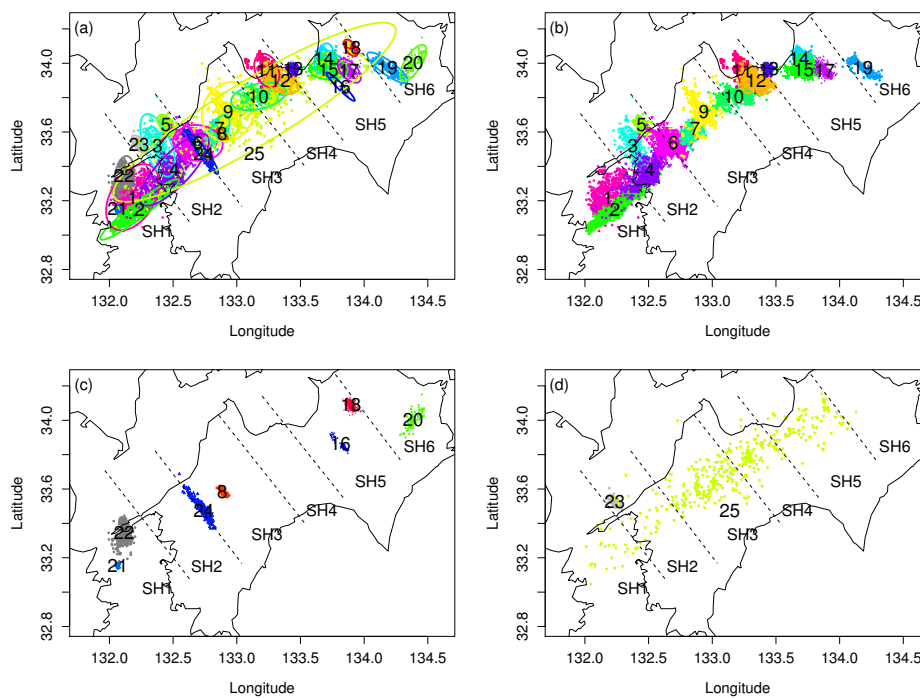 (a)
18
14
20
11
13
15
17
19
12
16
10
SH6
9
5
7
8
SH5
23
6
3
24
25
SH4
4
22
SH3
1
21
2
SH2
SH1
34.0
33.6
33.2
32.8
Latitude
132.0 132.5 133.0 133.5 134.0 134.5
Longitude
(b)
14
11
13
15
17
19
12
10
SH6
9
5
7
SH5
6
3
SH4
4
SH3
1
2
SH2
SH1
34.0
33.6
33.2
32.8
Latitude
132.0 132.5 133.0 133.5 134.0 134.5
Longitude
(c)
18
20
16
SH6
SH5
8
24
22
SH4
SH3
21
SH2
SH1
34.0
33.6
33.2
32.8
Latitude
132.0 132.5 133.0 133.5 134.0 134.5
Longitude
(d)
SH6
SH5
23
25
SH4
SH3
SH2
SH1
34.0
33.6
33.2
32.8
Latitude
132.0 132.5 133.0 133.5 134.0 134.5
Longitude